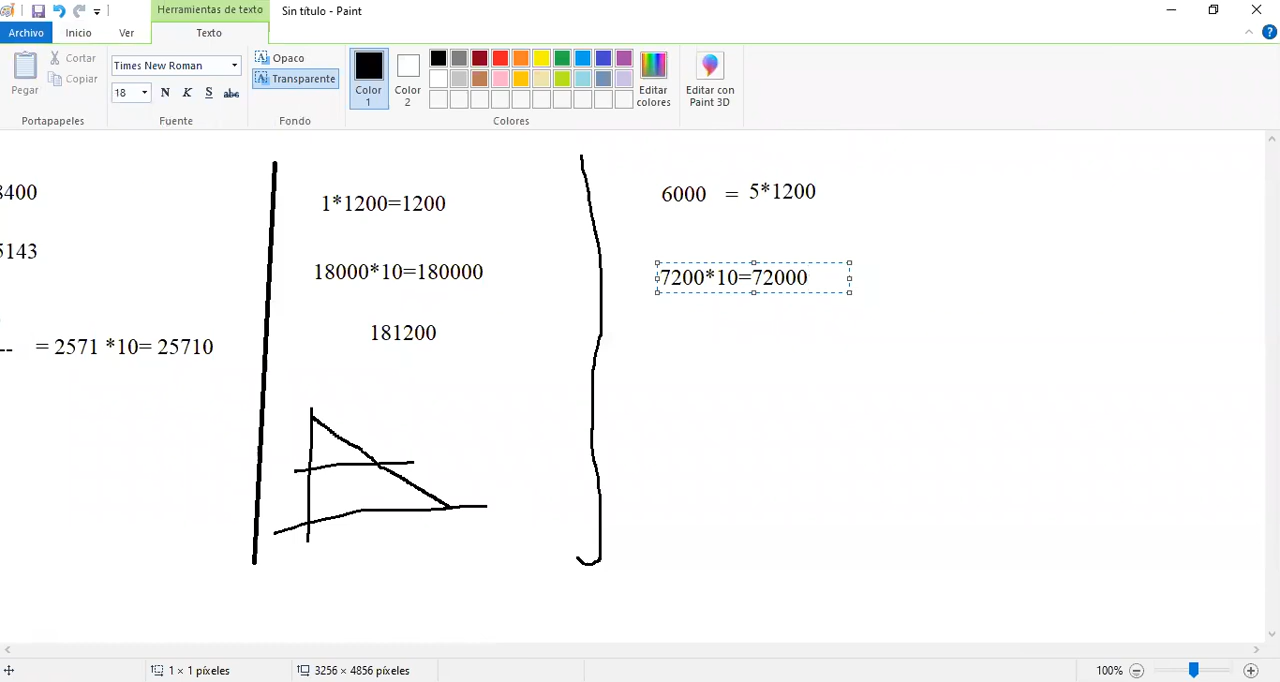 Herramientas de texto
Sin título - Paint
Archivo
Inicio
Ver
Texto
Pegar
Cortar
Copiar
Portapapeles
Times New Roman
18
N K S abc
Fuente
Opaco
Transparente
Fondo
Color 1
Color 2
Colores
Editar colores
Editar con Paint 3D
8400
5143
-- = 2571 *10= 25710
1*1200=1200
18000*10=180000
181200
6000 = 5*1200
7200*10=72000
1 × 1 píxeles
3256 × 4856 píxeles
100%